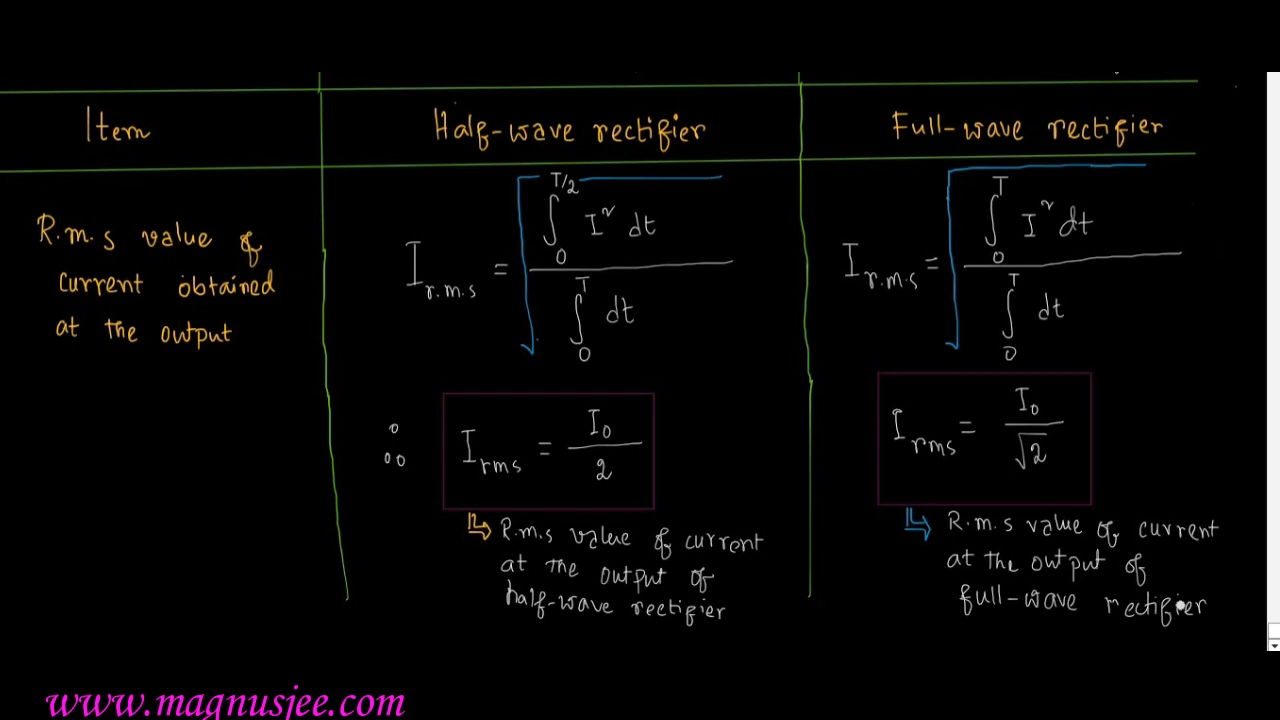 Item
Half-wave rectifier
Full-wave rectifier
R.m.s value of
current obtained
at the output
I r.m.s = √( ∫₀^{T/2} I² dt / ∫₀^{T} dt )
I r.m.s = √( ∫₀^{T} I² dt / ∫₀^{T} dt )
∴ I rms = I₀ / 2
I rms = I₀ / √2
R.m.s value of current
at the output of
half-wave rectifier
R.m.s value of current
at the output of
full-wave rectifier
www.magnusjee.com